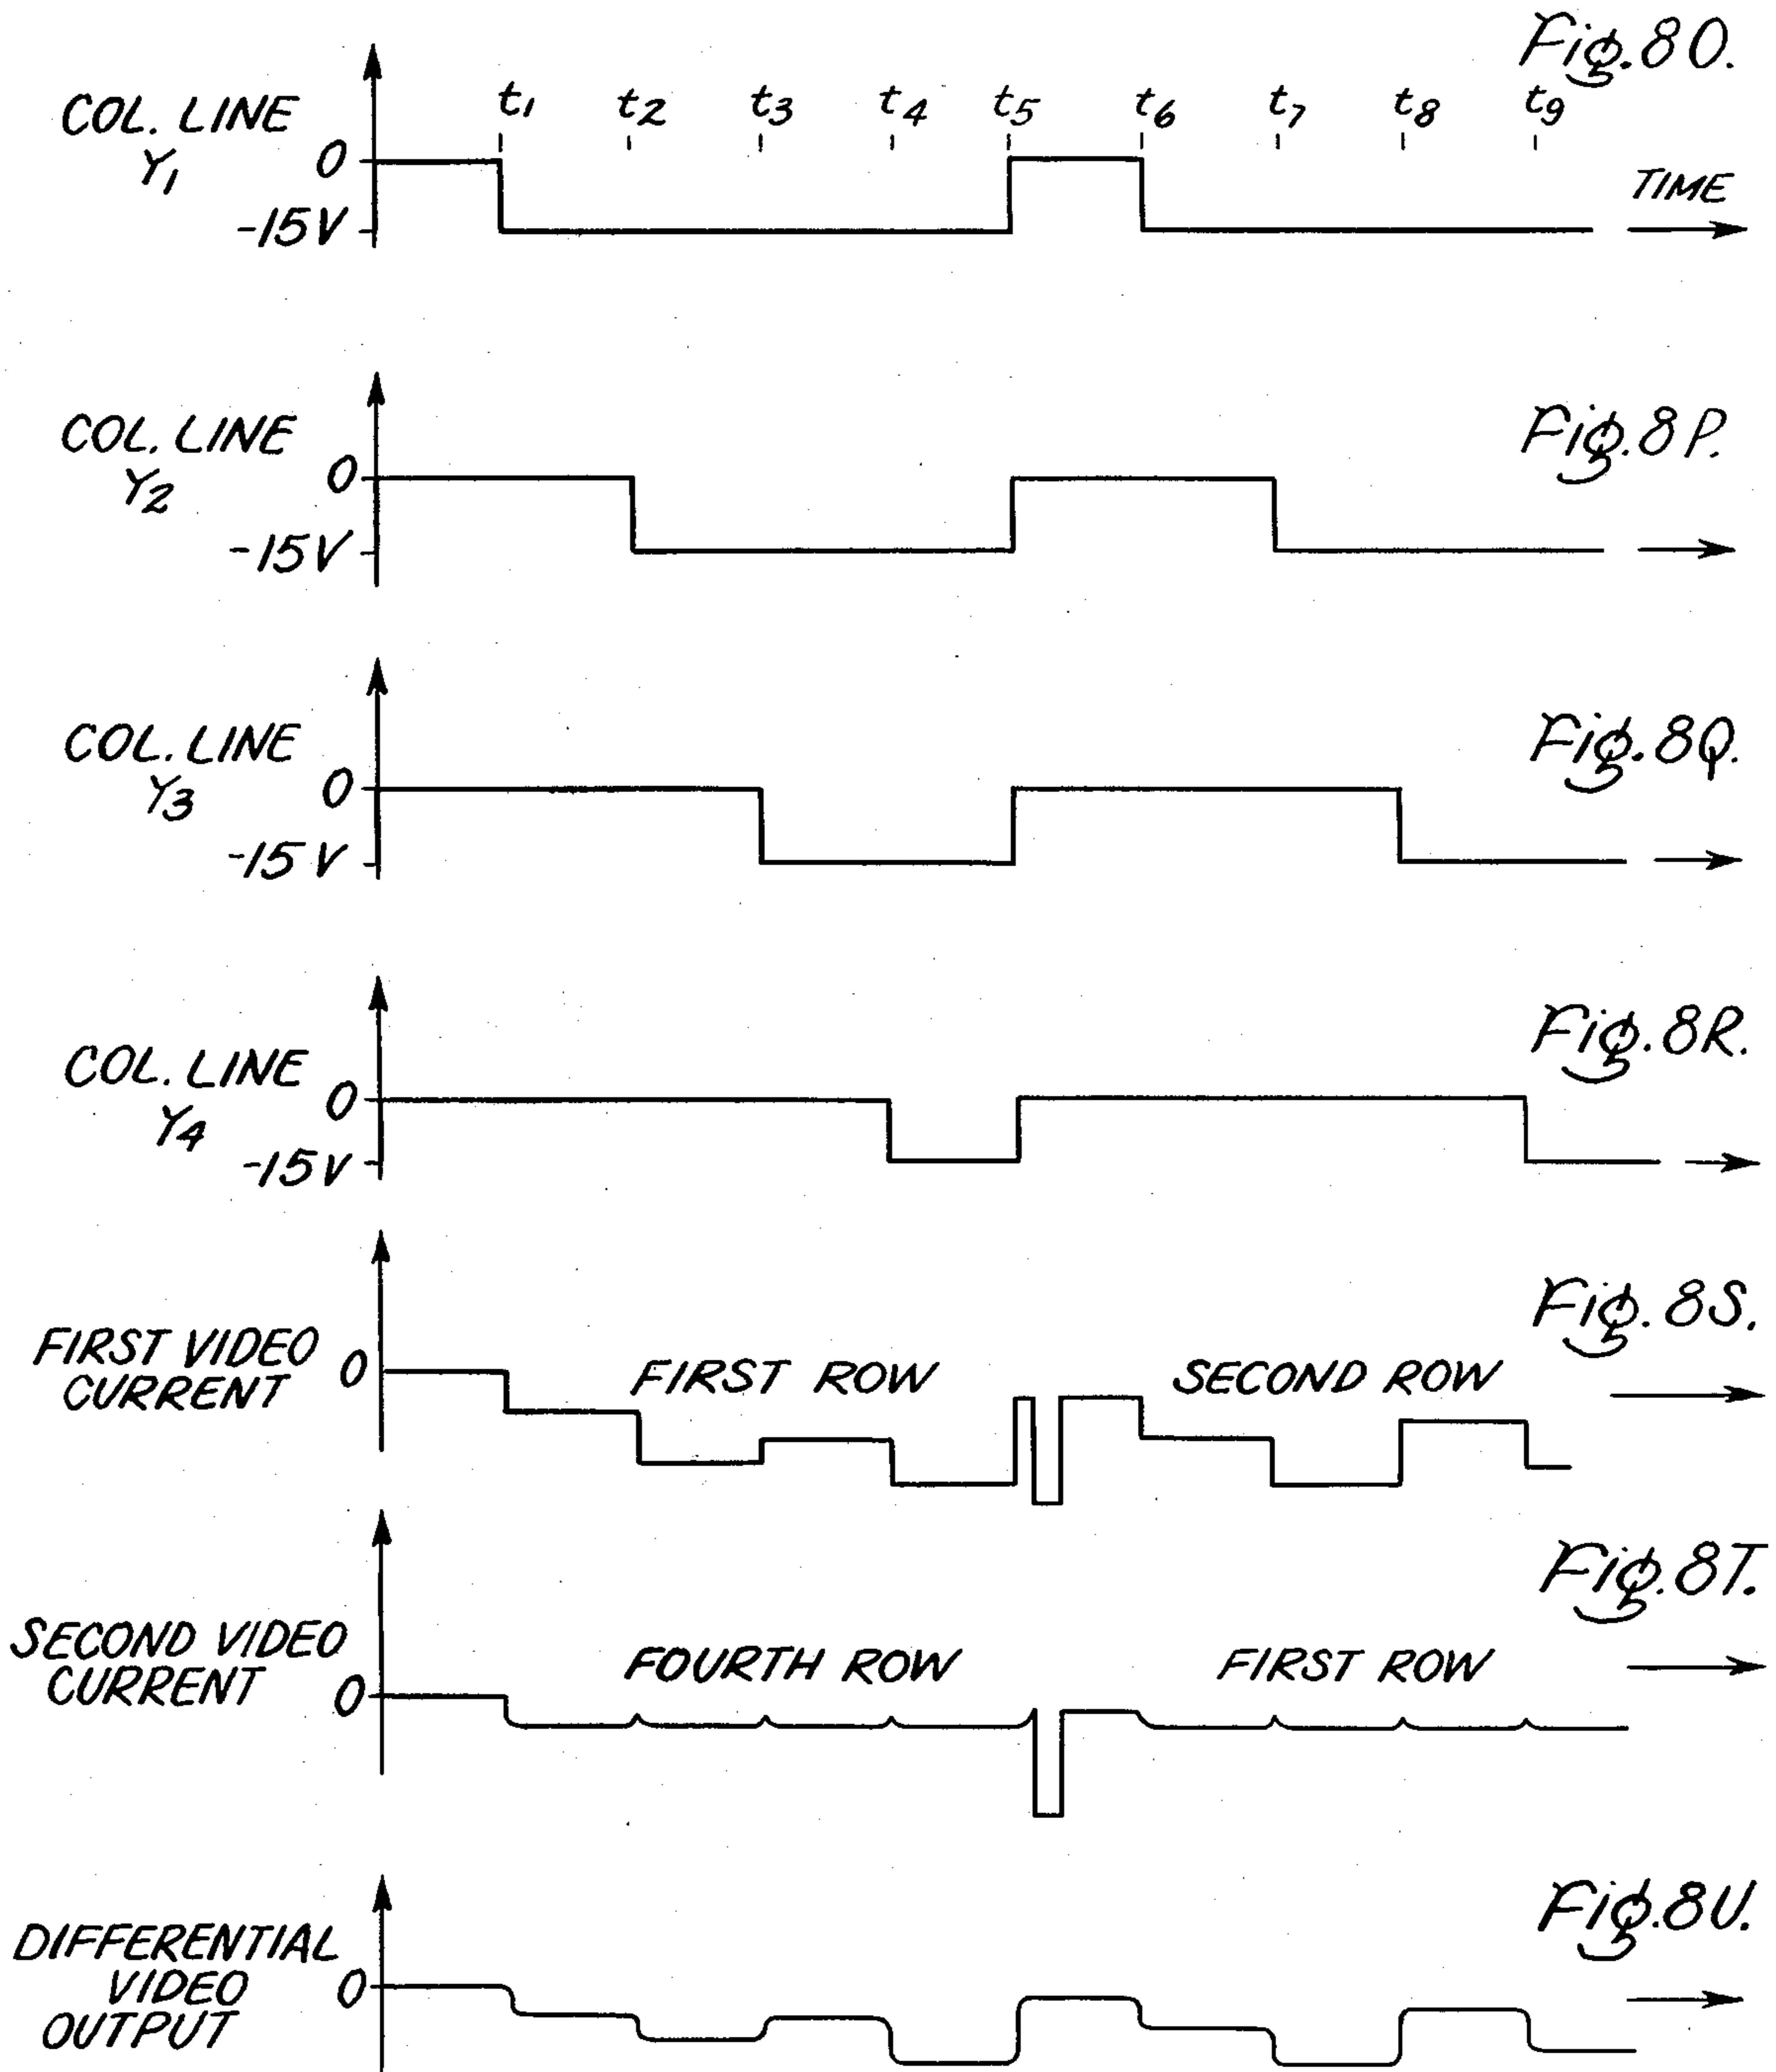 Fig. 8O.
COL. LINE
Y1
t1 t2 t3 t4 t5 t6 t7 t8 t9
0
-15V
TIME
Fig. 8P.
COL. LINE
Y2
0
-15V
Fig. 8Q.
COL. LINE
Y3
0
-15V
Fig. 8R.
COL. LINE
Y4
0
-15V
Fig. 8S.
FIRST VIDEO
CURRENT
0
FIRST ROW
SECOND ROW
Fig. 8T.
SECOND VIDEO
CURRENT
0
FOURTH ROW
FIRST ROW
Fig. 8U.
DIFFERENTIAL
VIDEO
OUTPUT
0